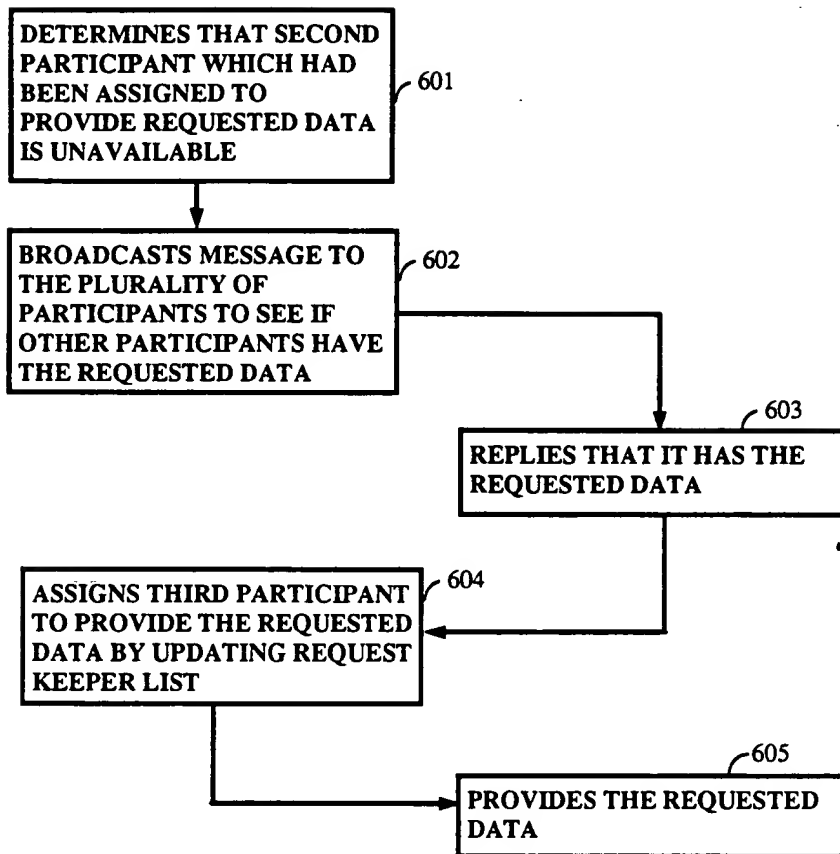 DETERMINES THAT SECOND
PARTICIPANT WHICH HAD
BEEN ASSIGNED TO
PROVIDE REQUESTED DATA
IS UNAVAILABLE
601
BROADCASTS MESSAGE TO
THE PLURALITY OF
PARTICIPANTS TO SEE IF
OTHER PARTICIPANTS HAVE
THE REQUESTED DATA
602
603
REPLIES THAT IT HAS THE
REQUESTED DATA
604
ASSIGNS THIRD PARTICIPANT
TO PROVIDE THE REQUESTED
DATA BY UPDATING REQUEST
KEEPER LIST
605
PROVIDES THE REQUESTED
DATA